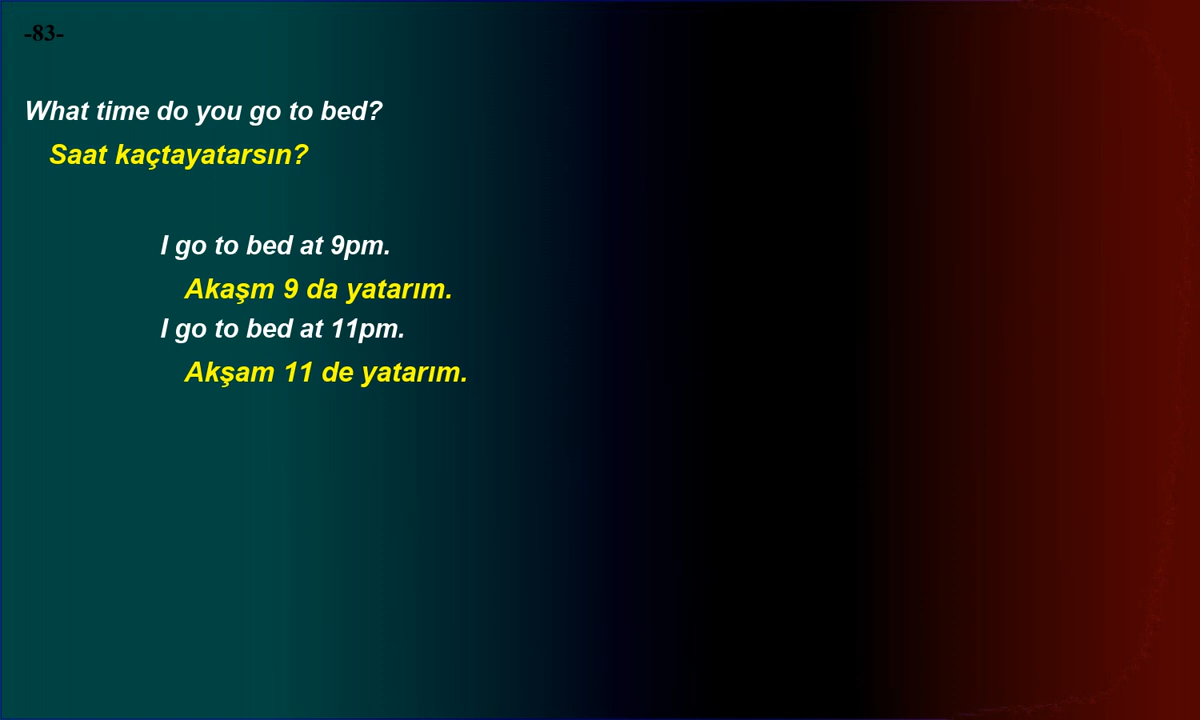 -83-
What time do you go to bed?
Saat kaçtayatarsın?
I go to bed at 9pm.
Akaşm 9 da yatarım.
I go to bed at 11pm.
Akşam 11 de yatarım.